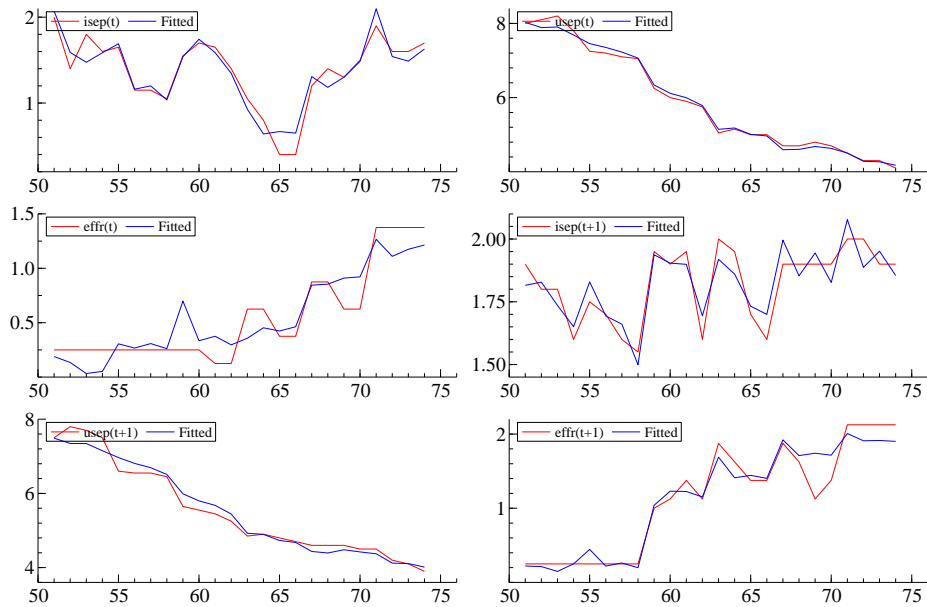 isep(t) Fitted
2
1
50 55 60 65 70 75
usep(t) Fitted
8
6
50 55 60 65 70 75
effr(t) Fitted
1.5
1.0
0.5
50 55 60 65 70 75
isep(t+1) Fitted
2.00
1.75
1.50
50 55 60 65 70 75
usep(t+1) Fitted
8
6
4
50 55 60 65 70 75
effr(t+1) Fitted
2
1
50 55 60 65 70 75